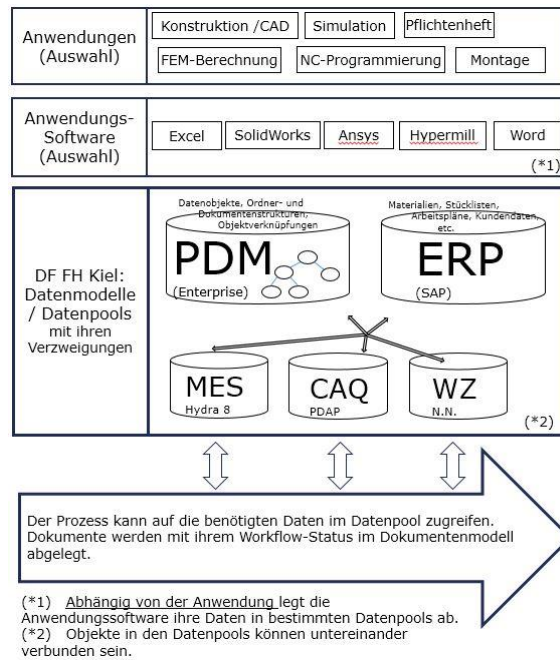 Anwendungen
(Auswahl)
Konstruktion /CAD
Simulation
Pflichtenheft
FEM-Berechnung
NC-Programmierung
Montage
Anwendungs-
Software
(Auswahl)
Excel
SolidWorks
Ansys
Hypermill
Word
(*1)
DF FH Kiel:
Datenmodelle
/ Datenpools
mit ihren
Verzweigungen
Datenobjekte, Ordner- und
Dokumentenstrukturen,
Objektverknüpfungen
PDM
(Enterprise)
Materialien, Stücklisten,
Arbeitspläne, Kundendaten,
etc.
ERP
(SAP)
MES
Hydra 8
CAQ
PDAP
WZ
N.N.
(*2)
Der Prozess kann auf die benötigten Daten im Datenpool zugreifen.
Dokumente werden mit ihrem Workflow-Status im Dokumentenmodell
abgelegt.
(*1) Abhängig von der Anwendung legt die
Anwendungssoftware ihre Daten in bestimmten Datenpools ab.
(*2) Objekte in den Datenpools können untereinander
verbunden sein.